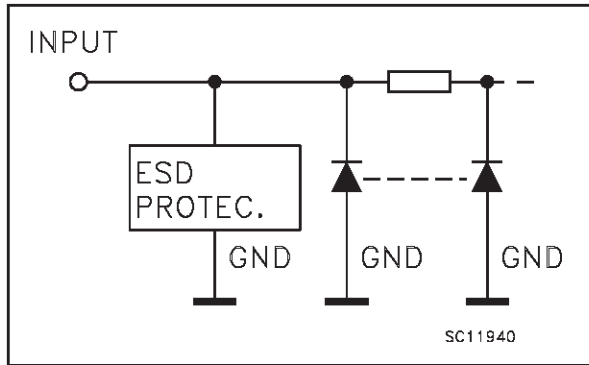 INPUT
ESD
PROTEC.
GND
GND
GND
SC11940